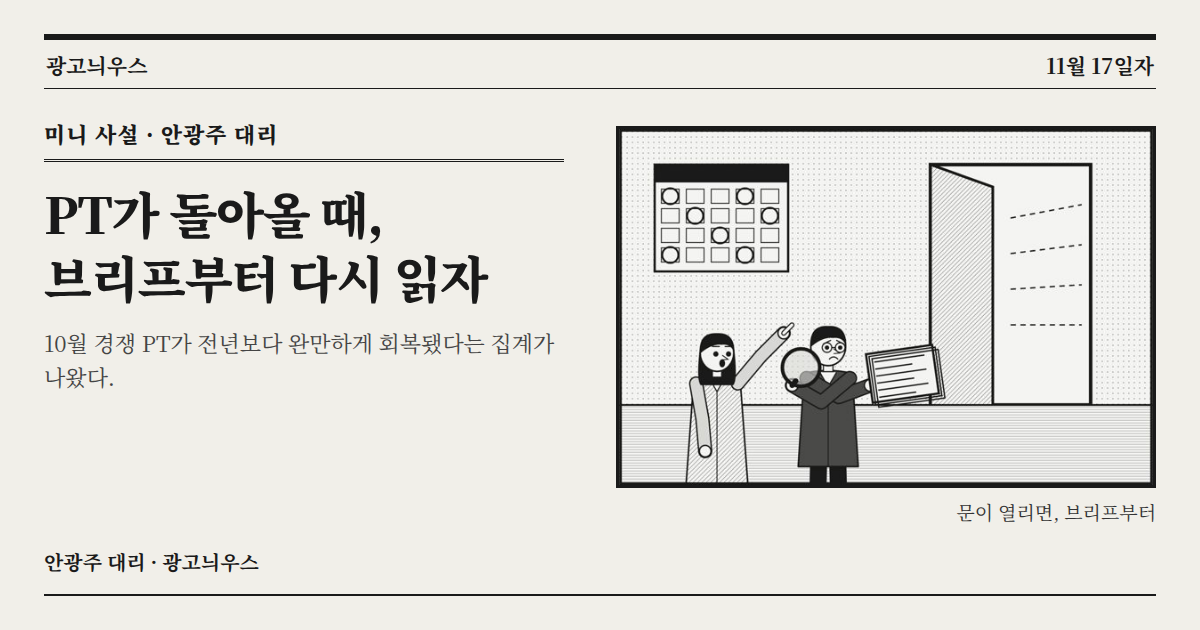 광고늬우스
11월 17일자
미니 사설 · 안광주 대리
PT가 돌아올 때,
브리프부터 다시 읽자
10월 경쟁 PT가 전년보다 완만하게 회복됐다는 집계가
나왔다.
문이 열리면, 브리프부터
안광주 대리 · 광고늬우스